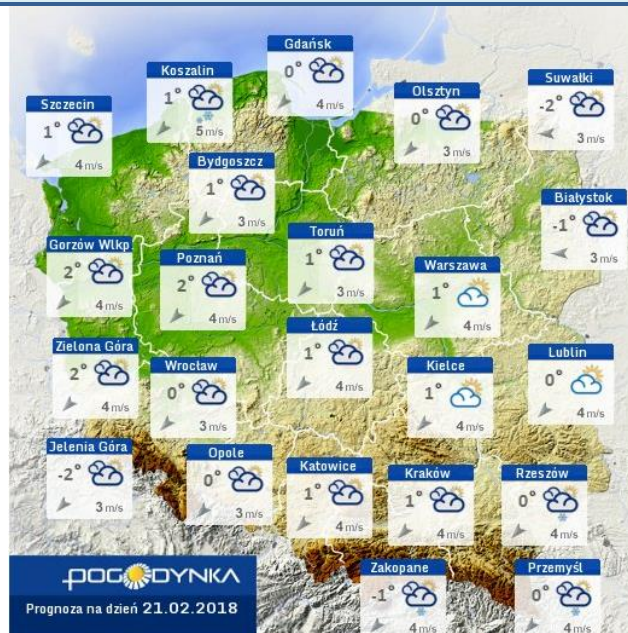 Gdańsk
0°
4 m/s
Koszalin
1°
5 m/s
Suwałki
-2°
3 m/s
Olsztyn
0°
3 m/s
Szczecin
1°
4 m/s
Bydgoszcz
1°
3 m/s
Białystok
-1°
3 m/s
Toruń
1°
3 m/s
Gorzów Wlkp
2°
4 m/s
Poznań
2°
4 m/s
Warszawa
1°
4 m/s
Łódź
1°
4 m/s
Zielona Góra
2°
4 m/s
Wrocław
0°
3 m/s
Kielce
1°
4 m/s
Lublin
0°
4 m/s
Jelenia Góra
-2°
3 m/s
Opole
0°
3 m/s
Katowice
1°
4 m/s
Kraków
1°
4 m/s
Rzeszów
0°
4 m/s
Zakopane
-1°
4 m/s
Przemyśl
0°
4 m/s
POGODYNKA
Prognoza na dzień 21.02.2018